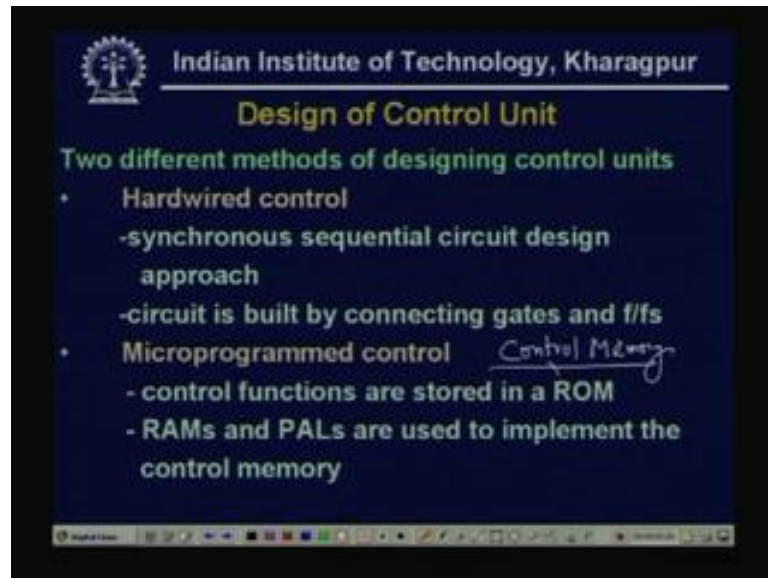 Indian Institute of Technology, Kharagpur
Design of Control Unit
Two different methods of designing control units
• Hardwired control
-synchronous sequential circuit design
approach
-circuit is built by connecting gates and f/fs
• Microprogrammed control Control Memory
- control functions are stored in a ROM
- RAMs and PALs are used to implement the
control memory